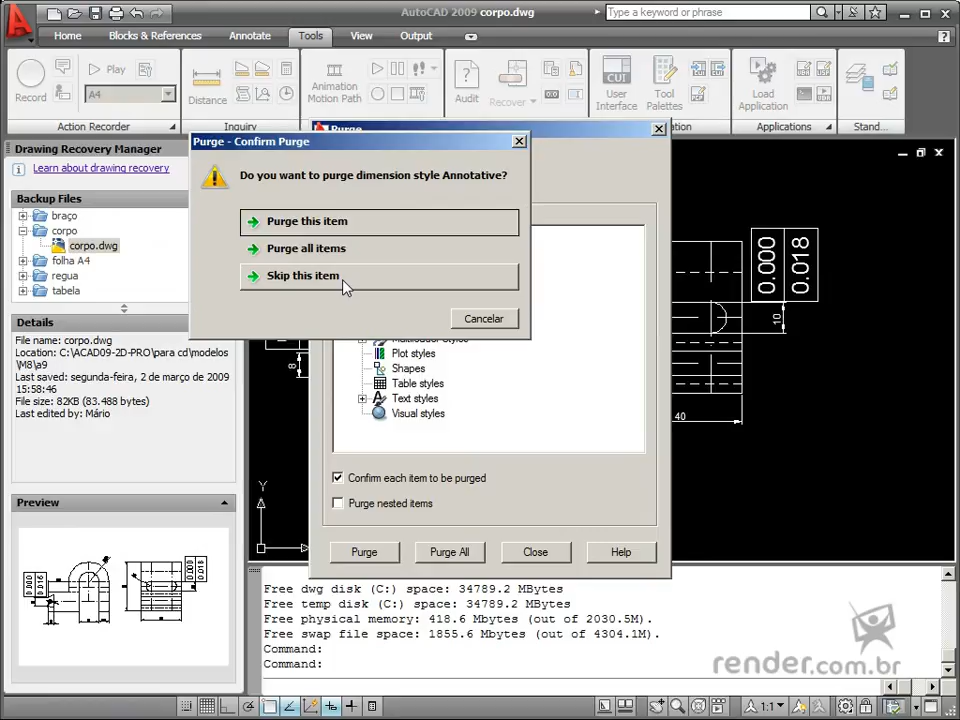 AutoCAD 2009 corpo.dwg
Type a keyword or phrase
Home
Blocks & References
Annotate
Tools
View
Output
Record
Play
A4
Action Recorder
Distance
Inquiry
Animation
Motion Path
Audit
Recover
CUI
User
Interface
Tool
Palettes
Load
Application
Applications
Stand...
Drawing Recovery Manager
Learn about drawing recovery
Backup Files
braço
corpo
corpo.dwg
folha A4
regua
tabela
Details
File name: corpo.dwg
Location: C:\ACAD09-2D-PRO\para cd\modelos
\M8\a9
Last saved: segunda-feira, 2 de março de 2009
15:58:46
File size: 82KB (83.488 bytes)
Last edited by: Mário
Preview
Purge
Purge - Confirm Purge
Do you want to purge dimension style Annotative?
Purge this item
Purge all items
Skip this item
Cancelar
Plot styles
Shapes
Table styles
Text styles
Visual styles
Confirm each item to be purged
Purge nested items
Purge
Purge All
Close
Help
0.000
0.018
10
40
8
Y
Free dwg disk (C:) space: 34789.2 MBytes
Free temp disk (C:) space: 34789.2 MBytes
Free physical memory: 418.6 Mbytes (out of 2030.5M).
Free swap file space: 1855.6 Mbytes (out of 4304.1M).
Command:
Command:
render.com.br
1:1